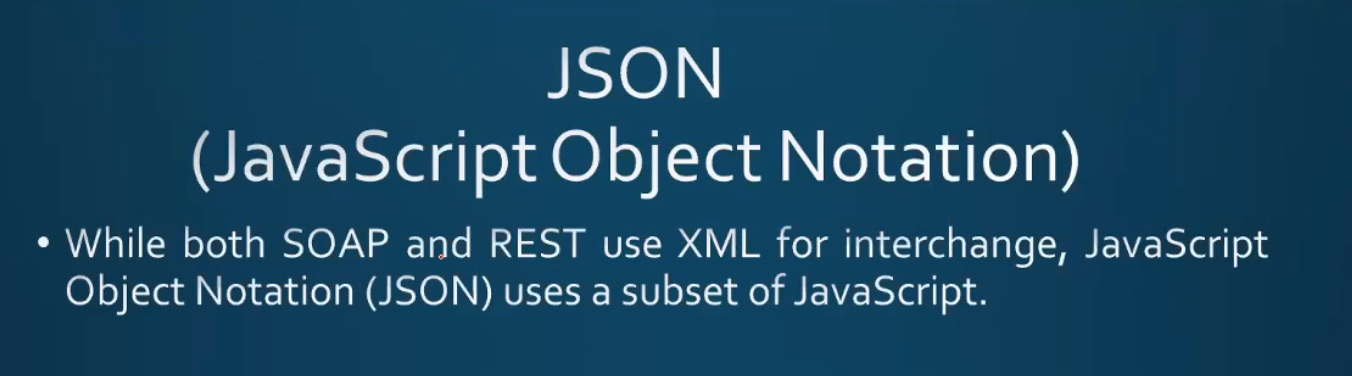 JSON
(JavaScript Object Notation)
• While both SOAP and REST use XML for interchange, JavaScript
Object Notation (JSON) uses a subset of JavaScript.